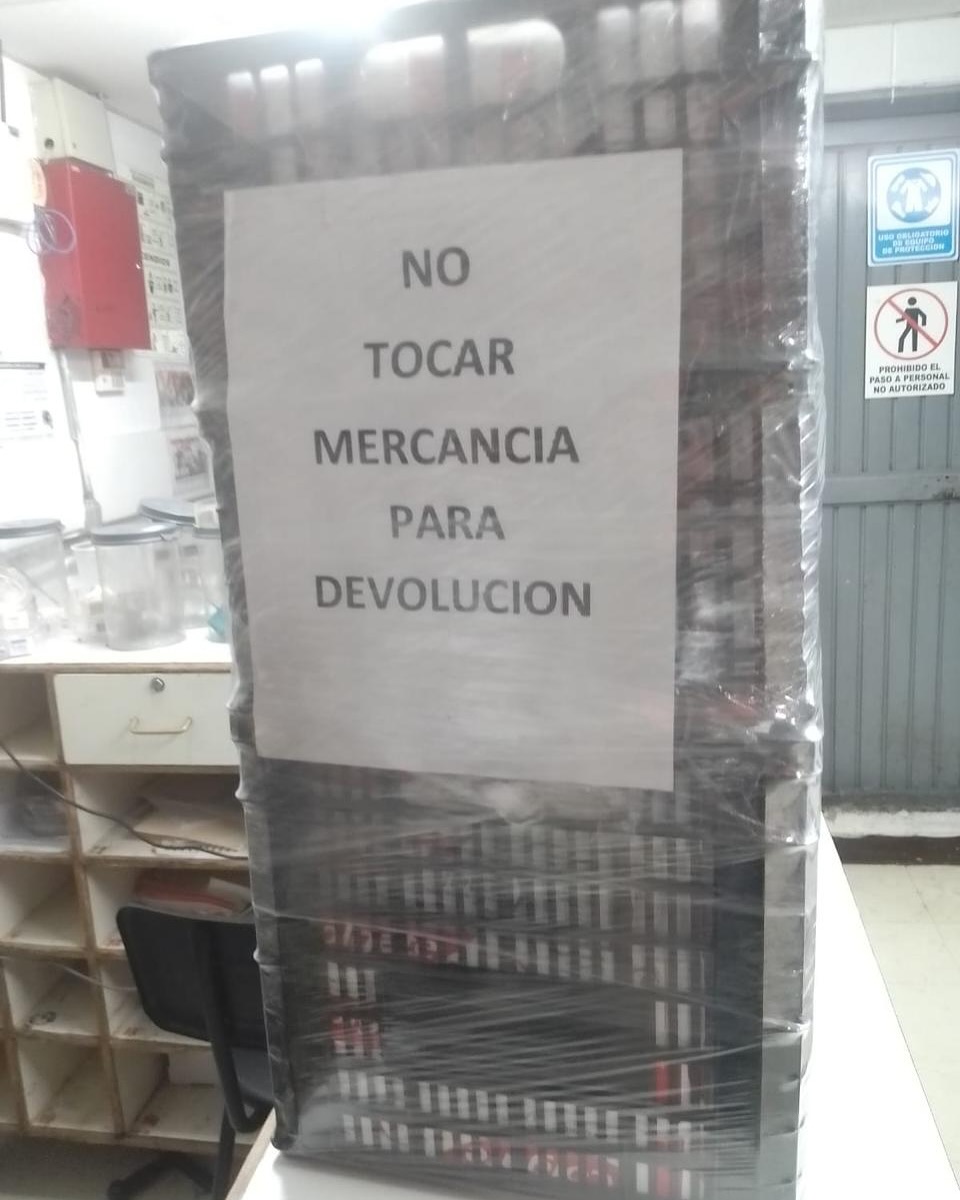 NO
TOCAR
MERCANCIA
PARA
DEVOLUCION
USO OBLIGATORIO
DE EQUIPO
DE PROTECCION
PROHIBIDO EL
PASO A PERSONAL
NO AUTORIZADO